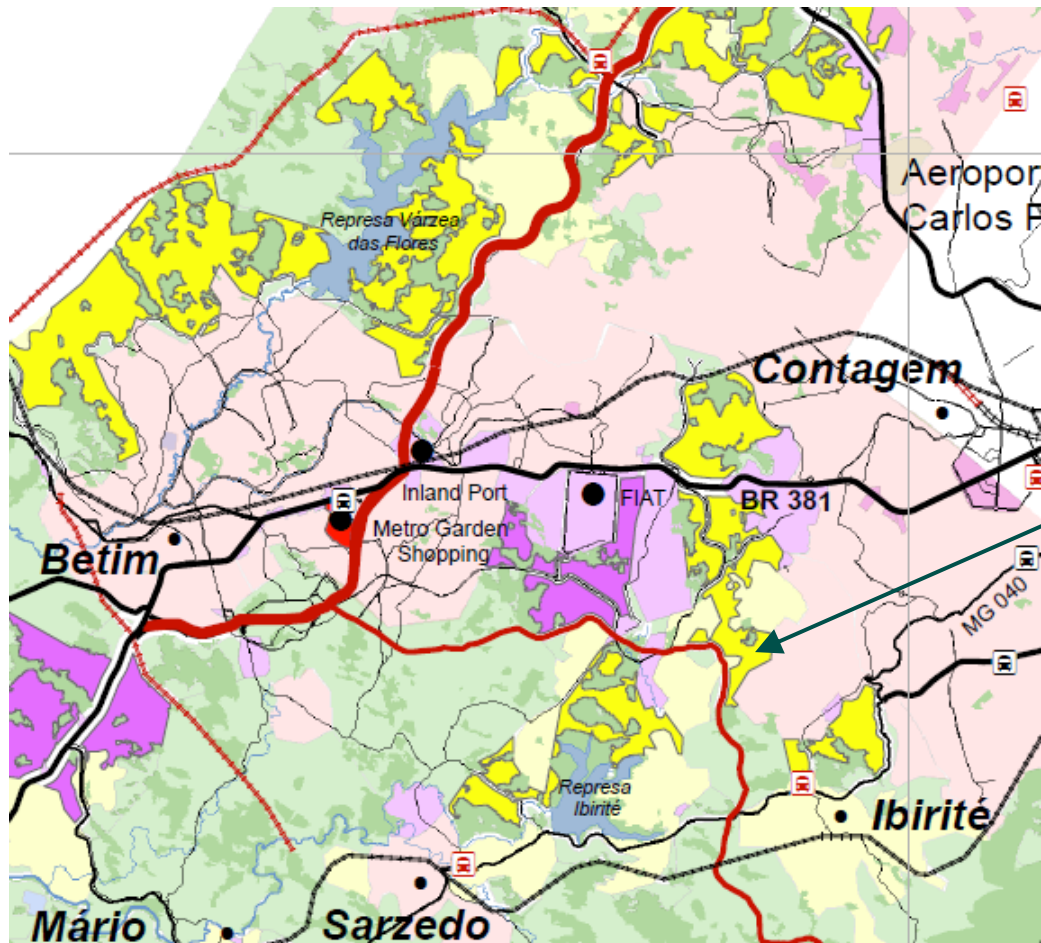 Represa Várzea
das Flores
Aeropor
Carlos P
Contagem
Inland Port
FIAT
BR 381
Metro Garden
Shopping
Betim
MG 040
Represa
Ibirité
Ibirité
Mário
Sarzedo